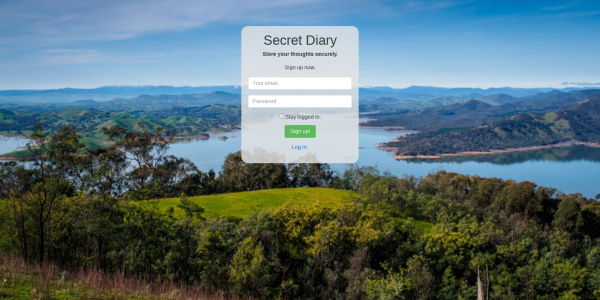 Secret Diary
Store your thoughts securely.
Sign up now.
Your email
Password
Stay logged in.
Sign up!
Log in.